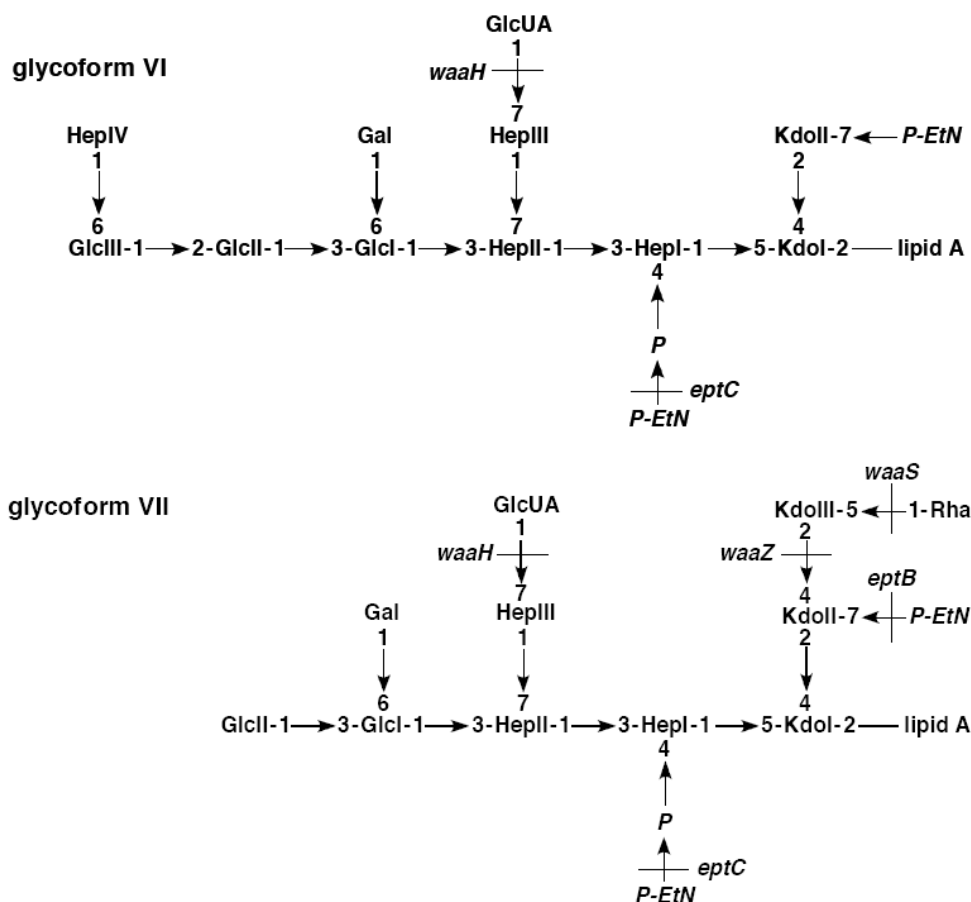 GlcUA
1
glycoform VI
waaH
7
HepIV Gal HepIII KdoII-7 P-EtN
1 1 1 2
6 6 7 4
GlcIII-1 2-GlcII-1 3-GlcI-1 3-HepII-1 3-HepI-1 5-KdoI-2 lipid A
4
P
eptC
P-EtN
waaS
glycoform VII
GlcUA KdoIII-5 1-Rha
1 2
waaH waaZ eptB
7 4
Gal HepIII KdoII-7 P-EtN
1 1 2
6 7 4
GlcII-1 3-GlcI-1 3-HepII-1 3-HepI-1 5-KdoI-2 lipid A
4
P
eptC
P-EtN